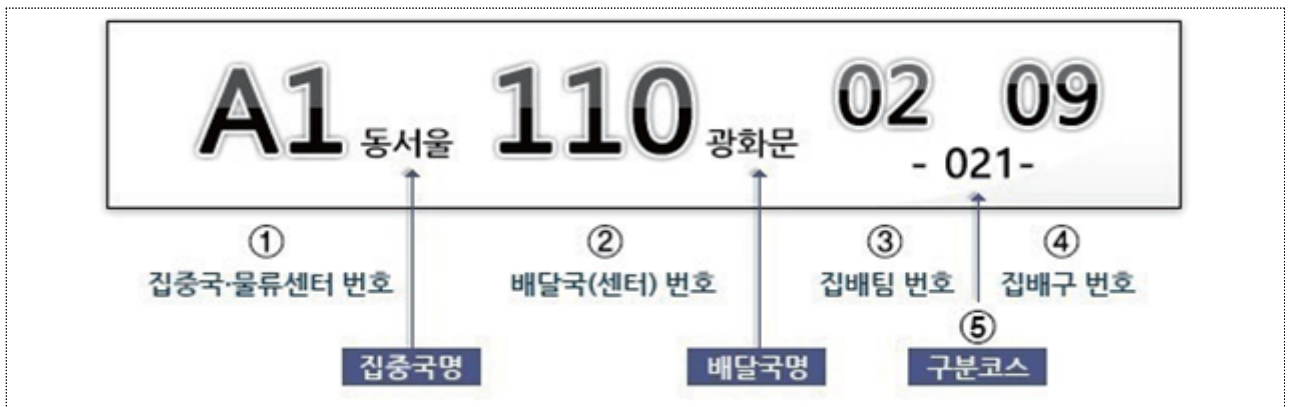 A1 동서울 110 광화문 02 09
- 021-
① ② ③ ④
집중국·물류센터 번호 배달국(센터) 번호 집배팀 번호 집배구 번호
⑤
집중국명 배달국명 구분코스